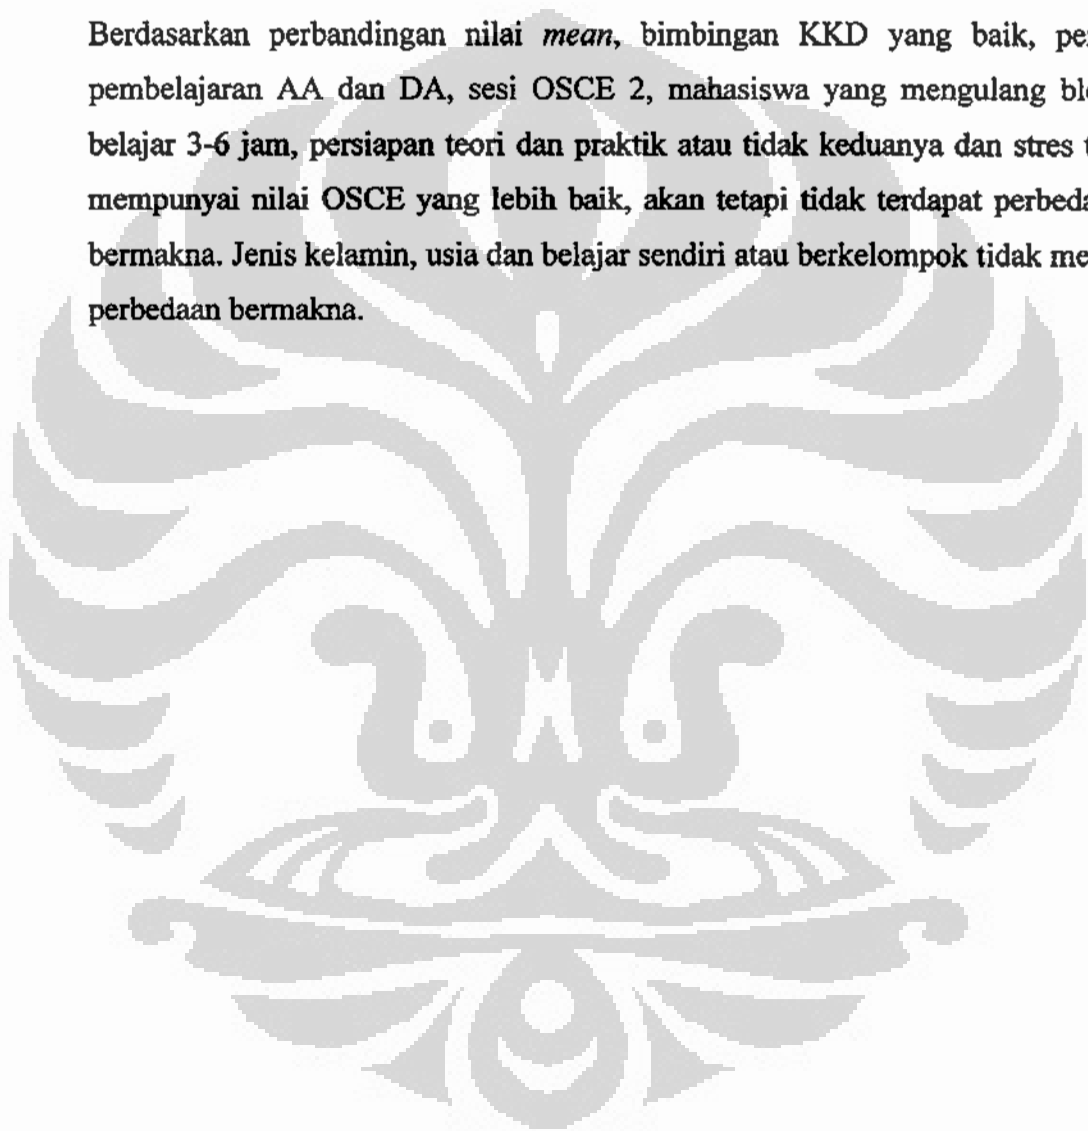 Berdasarkan perbandingan nilai mean, bimbingan KKD yang baik, 
pembelajaran AA dan DA, sesi OSCE 2, mahasiswa yang mengulang
belajar 3-6 jam, persiapan teori dan praktik atau tidak keduanya dan stres
mempunyai nilai OSCE yang lebih baik, akan tetapi tidak terdapat
bermakna. Jenis kelamin, usia dan belajar sendiri atau berkelompok tidak
perbedaan bermakna.